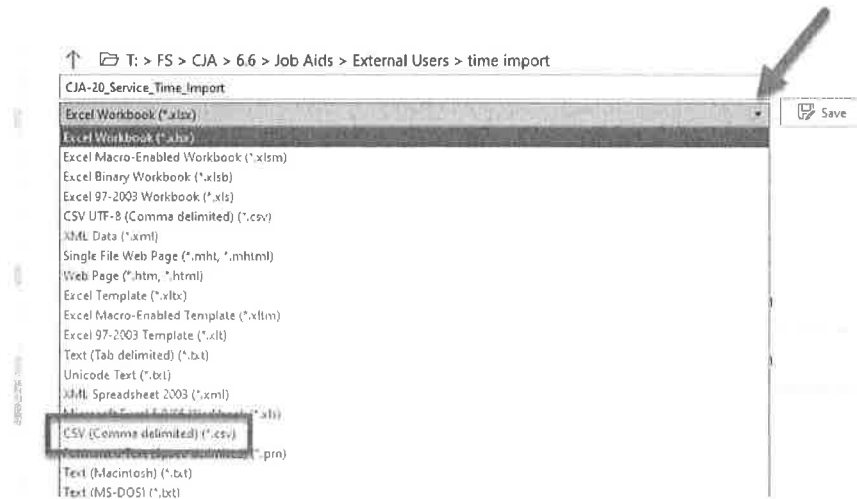 T: > FS > CJA > 6.6 > Job Aids > External Users > time import
CJA-20_Service_Time_Import
Excel Workbook (*.xlsx)
Save
Excel Workbook (*.xlsx)
Excel Macro-Enabled Workbook (*.xlsm)
Excel Binary Workbook (*.xlsb)
Excel 97-2003 Workbook (*.xls)
CSV UTF-8 (Comma delimited) (*.csv)
XML Data (*.xml)
Single File Web Page (*.mht, *.mhtml)
Web Page (*.htm, *.html)
Excel Template (*.xltx)
Excel Macro-Enabled Template (*.xltm)
Excel 97-2003 Template (*.xlt)
Text (Tab delimited) (*.txt)
Unicode Text (*.txt)
XML Spreadsheet 2003 (*.xml)
CSV (Comma delimited) (*.csv)
Text (Macintosh) (*.txt)
Text (MS-DOS) (*.txt)